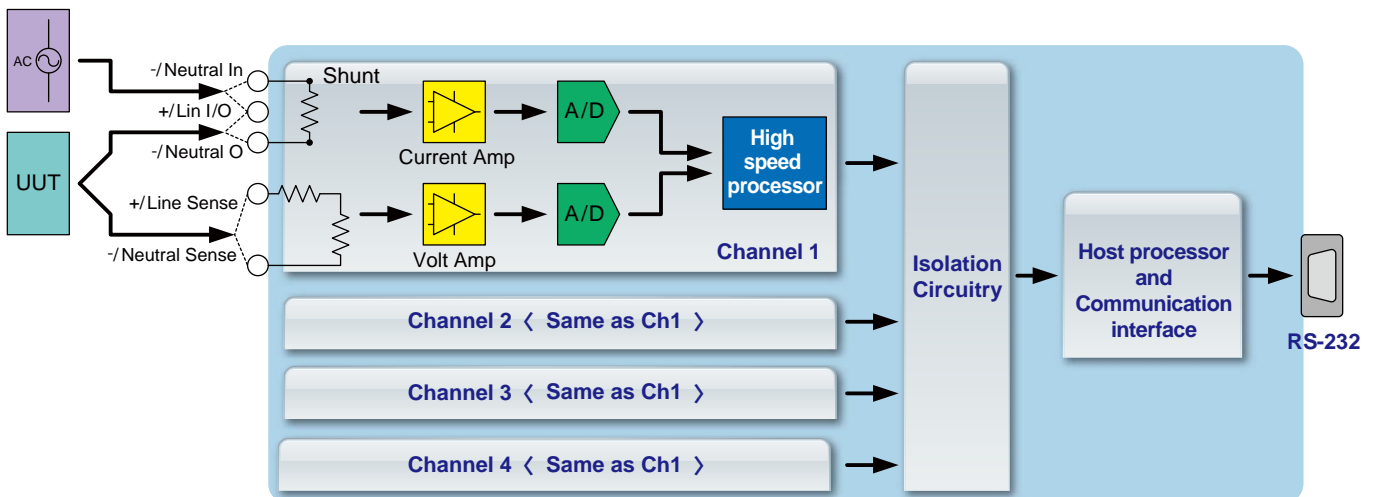 AC
UUT
-/Neutral In
+/Lin I/O
-/Neutral O
+/Line Sense
-/Neutral Sense
Shunt
Current Amp
A/D
Volt Amp
A/D
High
speed
processor
Channel 1
Channel 2 〈 Same as Ch1 〉
Channel 3 〈 Same as Ch1 〉
Channel 4 〈 Same as Ch1 〉
Isolation
Circuitry
Host processor
and
Communication
interface
RS-232